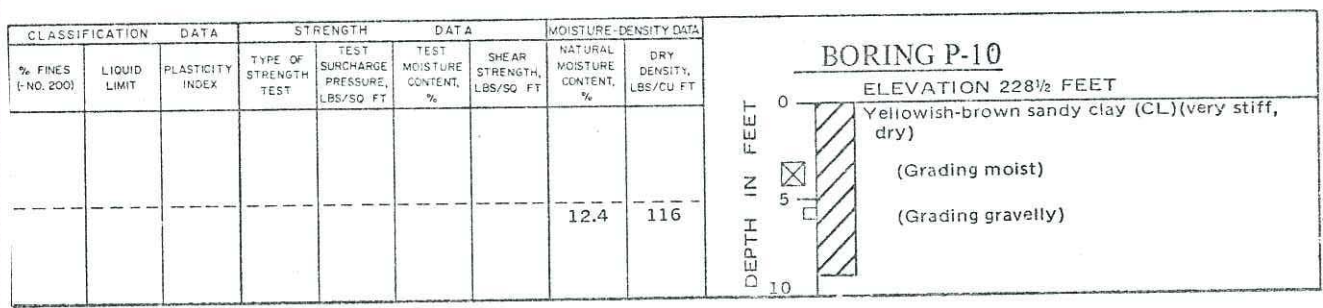 CLASSIFICATION DATA
STRENGTH DATA
MOISTURE-DENSITY DATA
% FINES
(-NO. 200)
LIQUID
LIMIT
PLASTICITY
INDEX
TYPE OF
STRENGTH
TEST
TEST
SURCHARGE
PRESSURE,
LBS/SQ FT
TEST
MOISTURE
CONTENT,
%
SHEAR
STRENGTH,
LBS/SQ FT
NATURAL
MOISTURE
CONTENT,
%
DRY
DENSITY,
LBS/CU FT
12.4 116
BORING P-10
ELEVATION 228½ FEET
DEPTH IN FEET
0
5
10
Yellowish-brown sandy clay (CL)(very stiff,
dry)
(Grading moist)
(Grading gravelly)